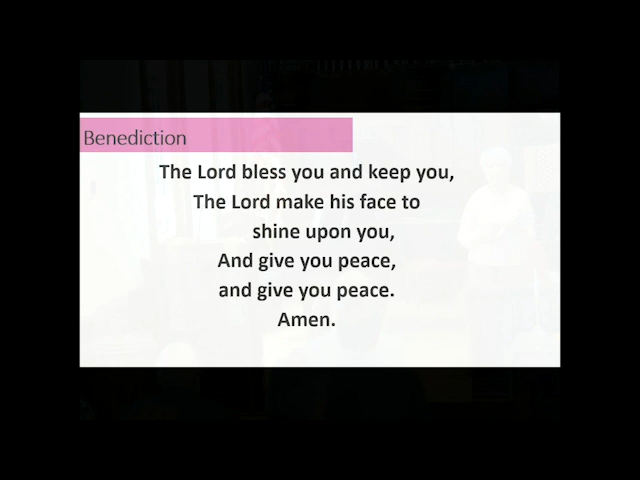 Benediction
The Lord bless you and keep you,
The Lord make his face to
shine upon you,
And give you peace,
and give you peace.
Amen.